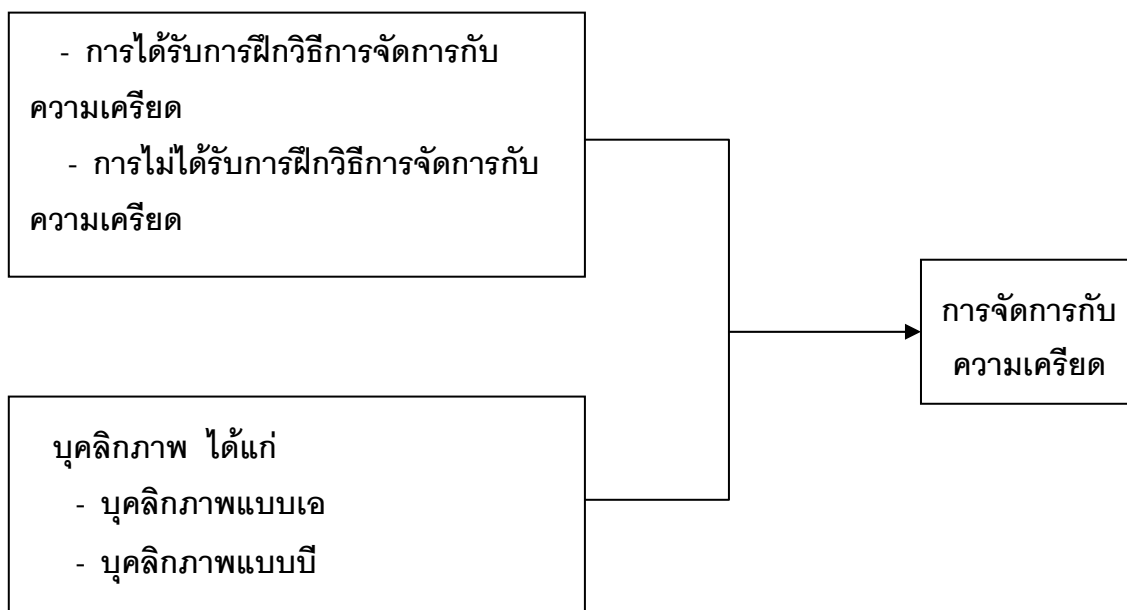 - การได้รับการฝึกวิธีการจัดการกับ
ความเครียด
- การไม่ได้รับการฝึกวิธีการจัดการกับ
ความเครียด
การจัดการกับ
ความเครียด
บุคลิกภาพ ได้แก่
- บุคลิกภาพแบบเอ
- บุคลิกภาพแบบบี